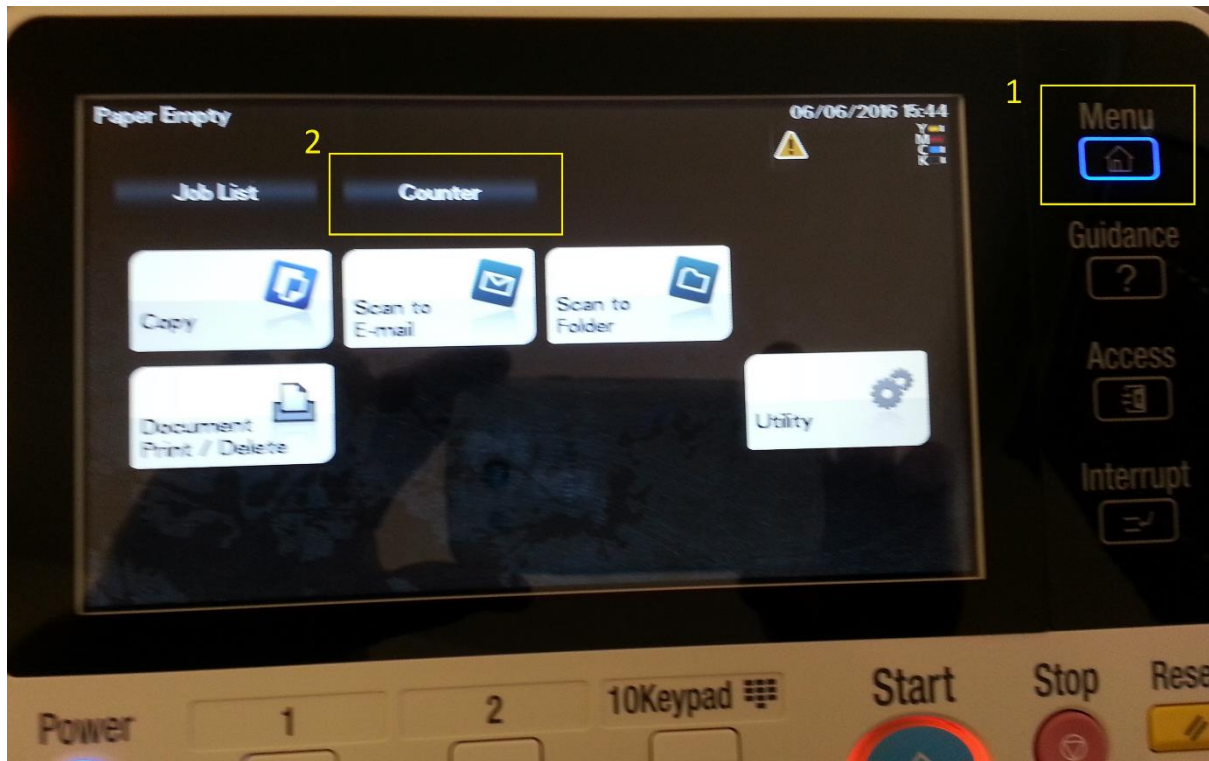 1
Menu
Paper Empty
06/06/2016 15:44
Y
M
C
K
2
Job List
Counter
Guidance
?
Copy
Scan to
E-mail
Scan to
Folder
Access
Document
Print / Delete
Utility
Interrupt
Power
1
2
10Keypad
Start
Stop
Rese